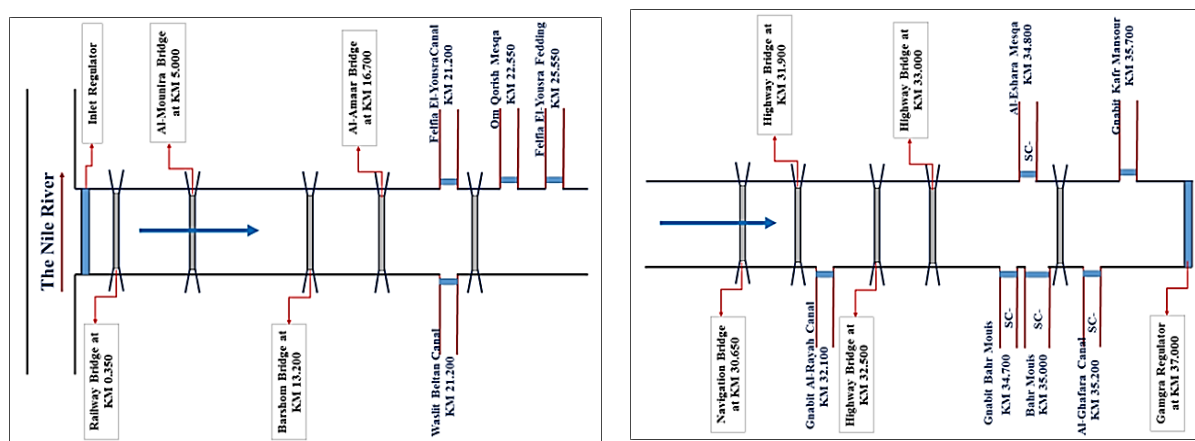 The Nile River
Inlet Regulator
Al-Mounira Bridge
at KM 5.000
Al-Amaar Bridge
at KM 16.700
Felfla El-YousraCanal
KM 21.200
Om Qorish Mesqa
KM 22.550
Felfla El-Yousra Fedding
KM 25.550
Railway Bridge at
KM 0.350
Barshom Bridge at
KM 13.200
Waslit Beltan Canal
KM 21.200
Highway Bridge at
KM 31.900
Highway Bridge at
KM 33.000
Al-Eshara Mesqa
KM 34.800
SC-
Gnabit Kafr Mansour
KM 35.700
Navigation Bridge
at KM 30.650
Gnabit Al-Rayah Canal
KM 32.100
Highway Bridge at
KM 32.500
Gnabit Bahr Mouis
KM 34.700
SC-
Bahr Mouis
KM 35.000
SC-
Al-Ghafara Canal
KM 35.200
SC-
Gamgra Regulator
at KM 37.000